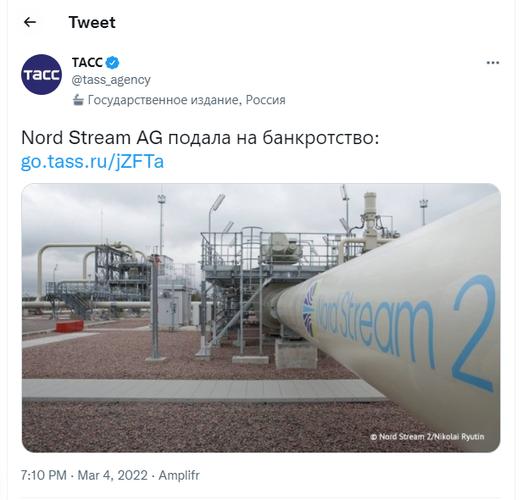 Tweet
TACC
ТАСС
@tass_agency
Государственное издание, Россия
Nord Stream AG подала на банкротство:
go.tass.ru/jZFTa
Nord Stream 2
© Nord Stream 2/Nikolai Ryutin
7:10 PM · Mar 4, 2022 · Amplifr